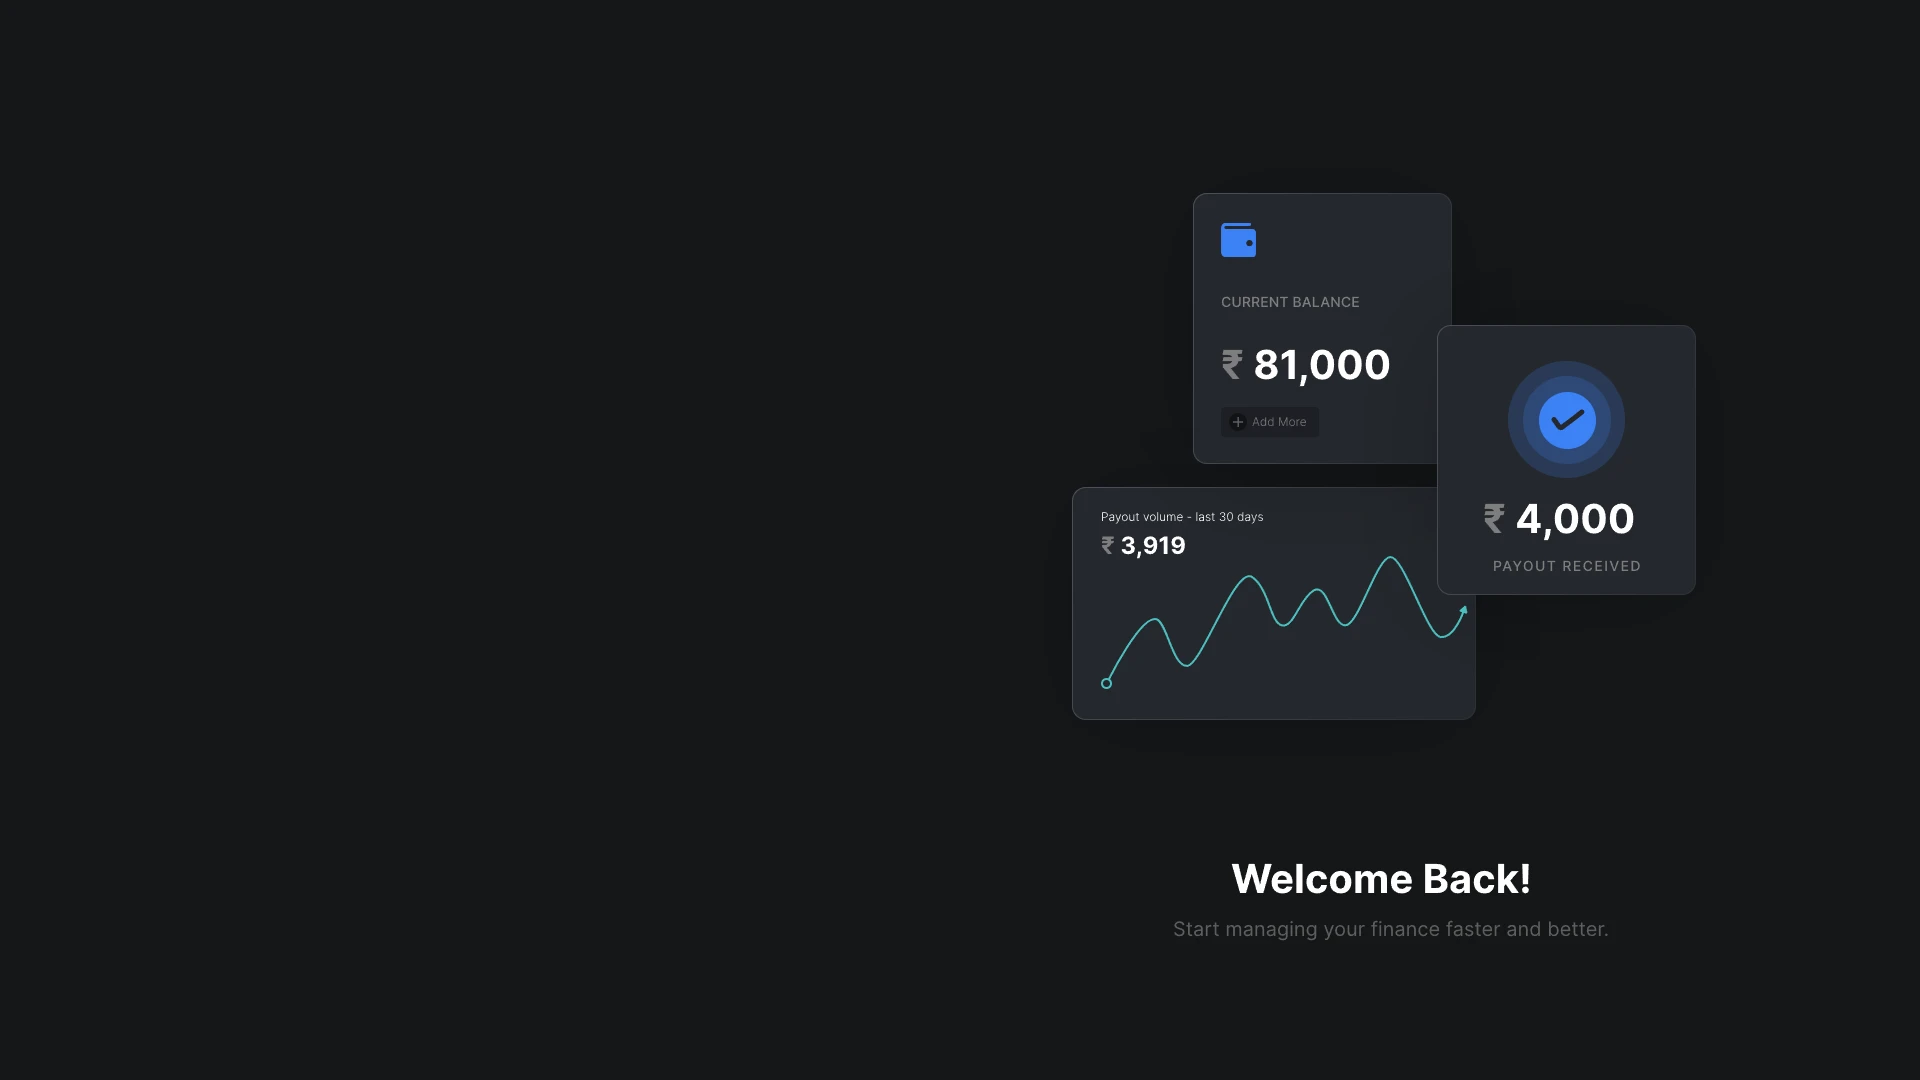 CURRENT BALANCE
₹ 81,000
Add More
₹ 4,000
PAYOUT RECEIVED
Payout volume - last 30 days
₹ 3,919
Welcome Back!
Start managing your finance faster and better.